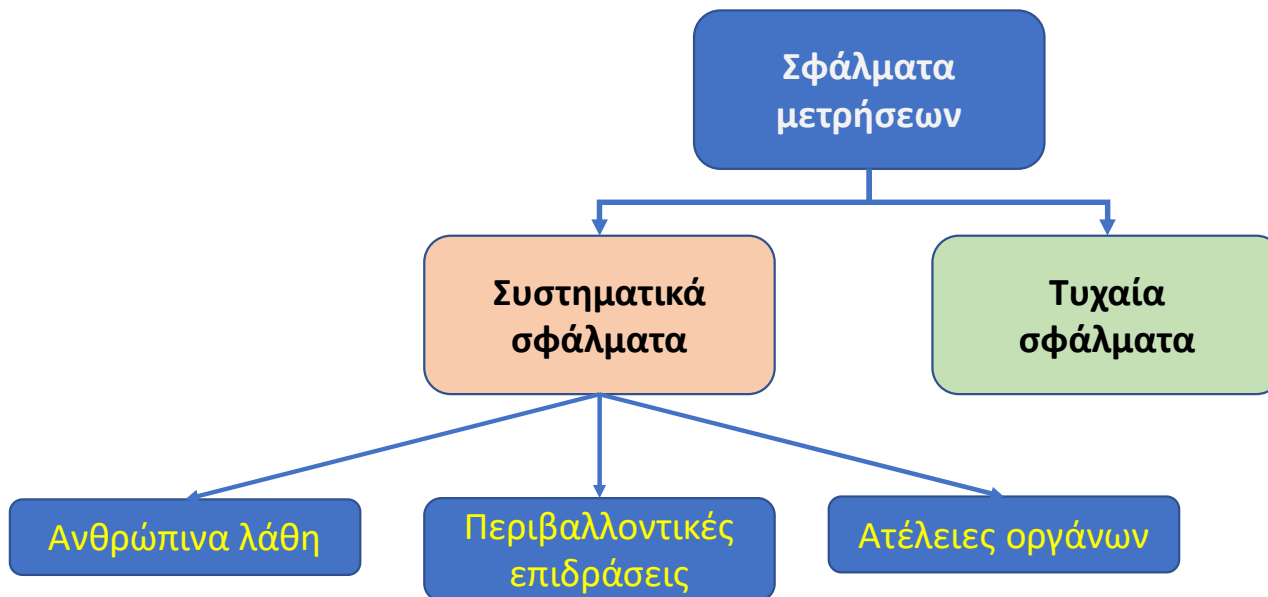 Σφάλματα
μετρήσεων
Συστηματικά
σφάλματα
Τυχαία
σφάλματα
Ανθρώπινα λάθη
Περιβαλλοντικές
επιδράσεις
Ατέλειες οργάνων